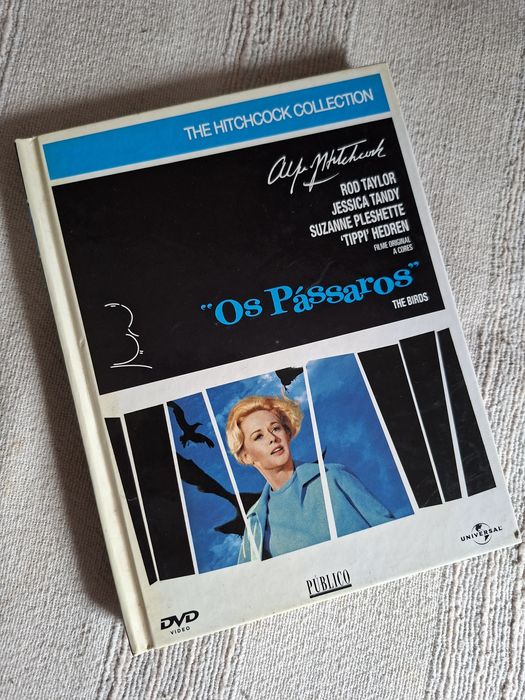 THE HITCHCOCK COLLECTION
Alfred Hitchcock
ROD TAYLOR
JESSICA TANDY
SUZANNE PLESHETTE
'TIPPI' HEDREN
FILME ORIGINAL
A CORES
"Os Pássaros"
THE BIRDS
PÚBLICO
UNIVERSAL
DVD
VIDEO